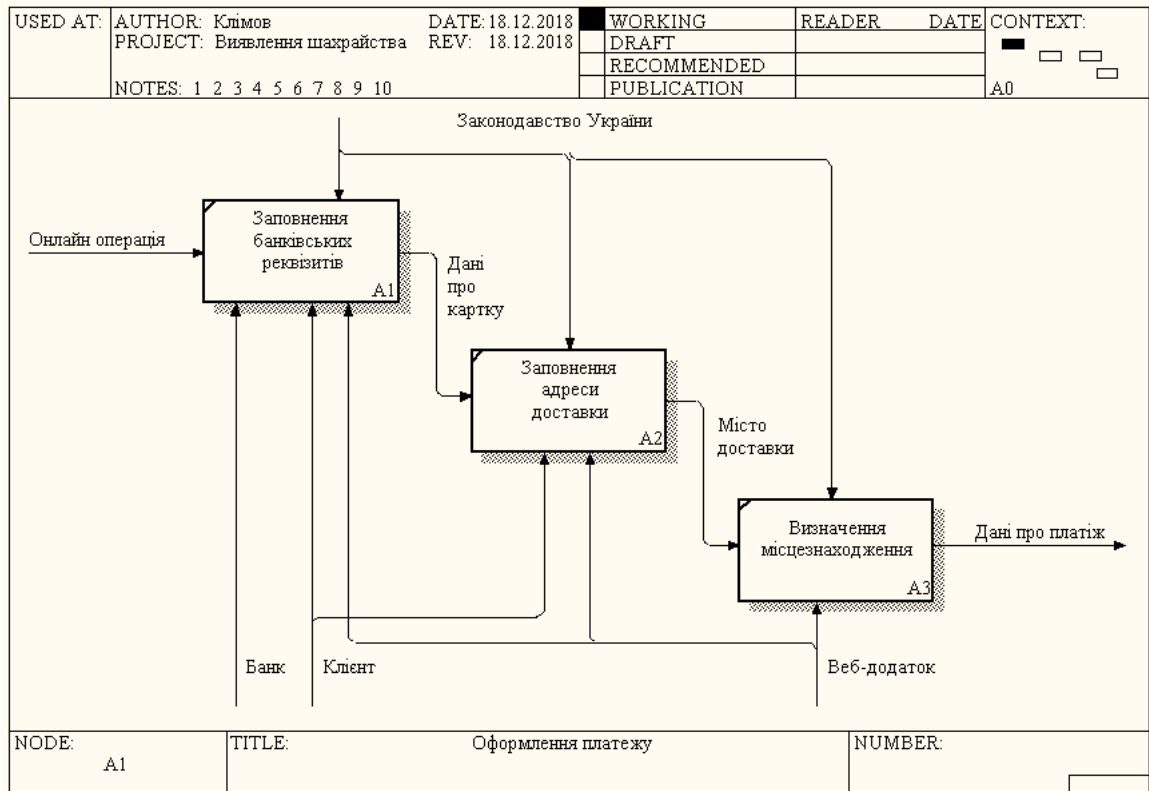 USED AT: AUTHOR: Клімов DATE: 18.12.2018 WORKING READER DATE CONTEXT:
PROJECT: Виявлення шахрайства REV: 18.12.2018 DRAFT
RECOMMENDED
NOTES: 1 2 3 4 5 6 7 8 9 10 PUBLICATION A0
Законодавство України
Заповнення
банківських
реквізитів
A1
Онлайн операція
Дані
про
картку
Заповнення
адреси
доставки
A2
Місто
доставки
Визначення
місцезнаходження
A3
Дані про платіж
Банк
Клієнт
Веб-додаток
NODE: TITLE: Оформлення платежу NUMBER:
A1